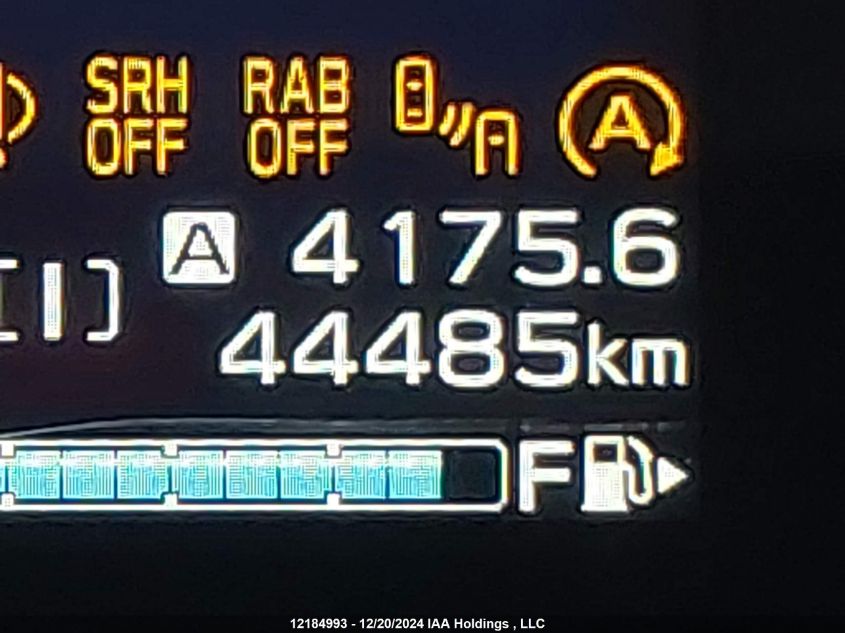 SRH RAB
OFF OFF A
A 4175.6
44485km
F
12184993 - 12/20/2024 IAA Holdings , LLC